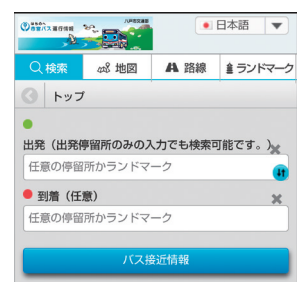 市営バス運行情報
八戸市交通部
日本語
検索
地図
路線
ランドマーク
トップ
出発（出発停留所のみの入力でも検索可能です。）
任意の停留所かランドマーク
到着（任意）
任意の停留所かランドマーク
バス接近情報